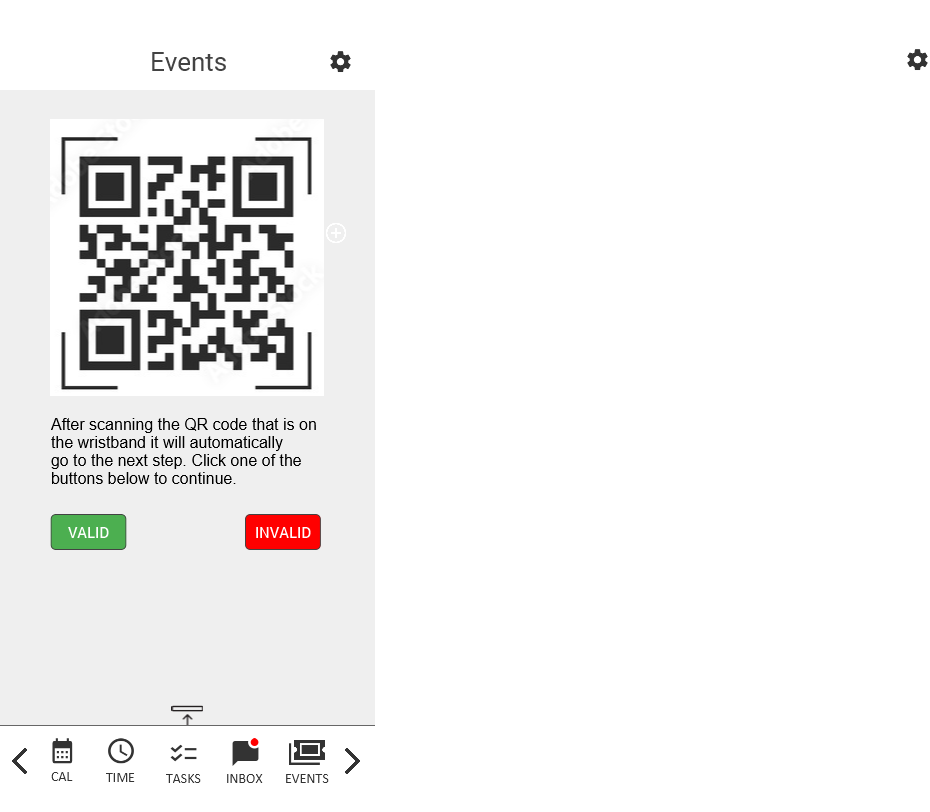 Events
After scanning the QR code that is on
the wristband it will automatically
go to the next step. Click one of the
buttons below to continue.
VALID
INVALID
CAL
TIME
TASKS
INBOX
EVENTS